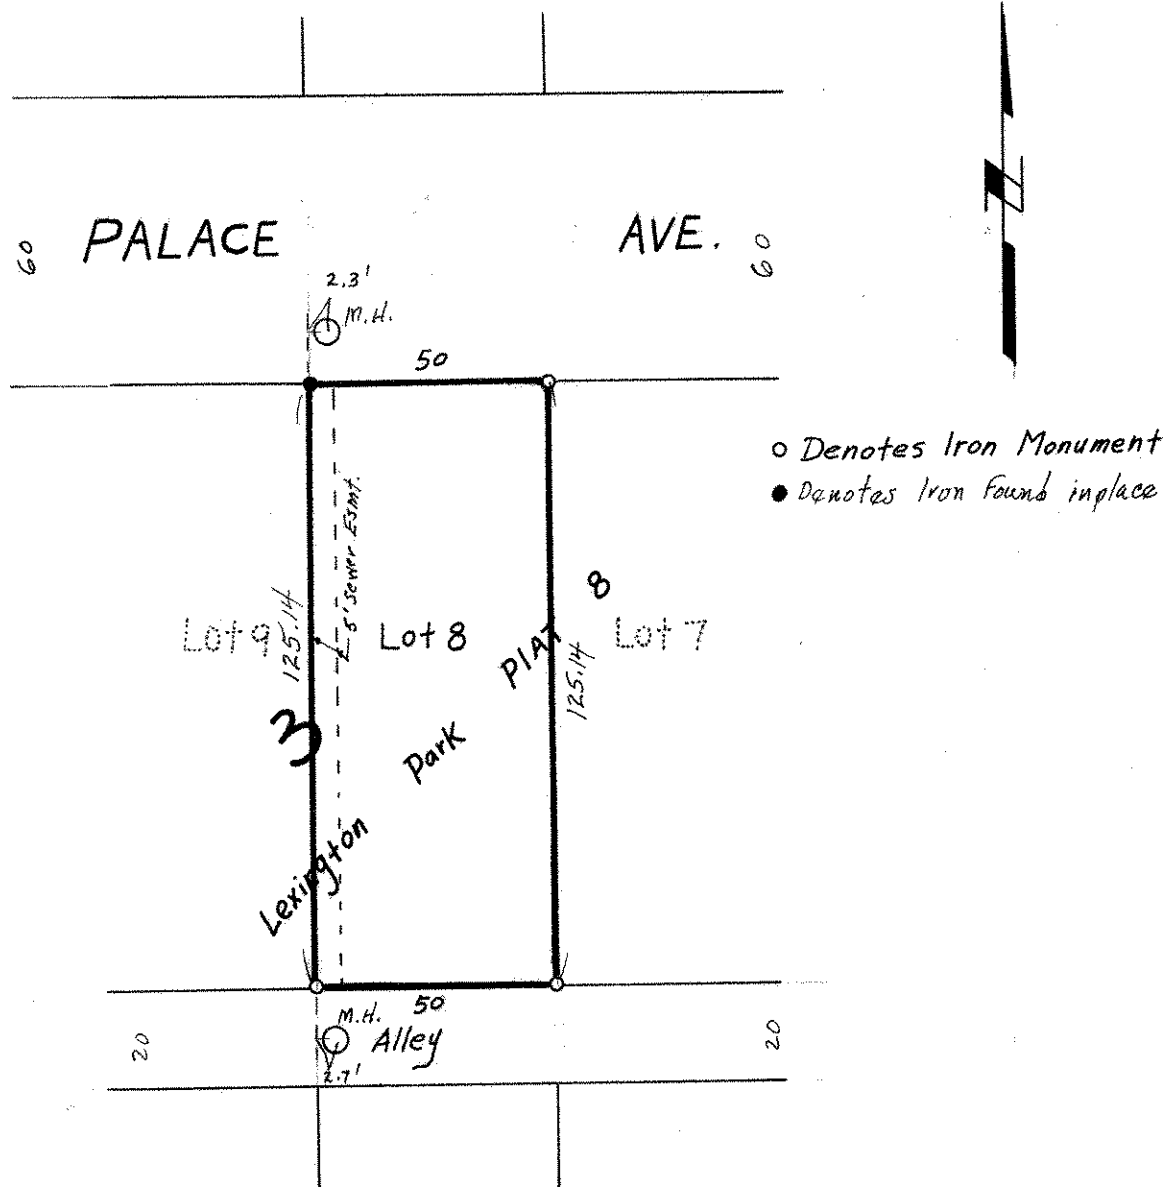 PALACE AVE.
60
60
N
2.3'
M.H.
50
○ Denotes Iron Monument
● Denotes Iron Found inplace
5' Sewer Esmt.
125.14
125.14
Lot 9
Lot 8
Lot 7
3
Lexington Park PLAT 8
50
M.H.
Alley
2.7'
20
20